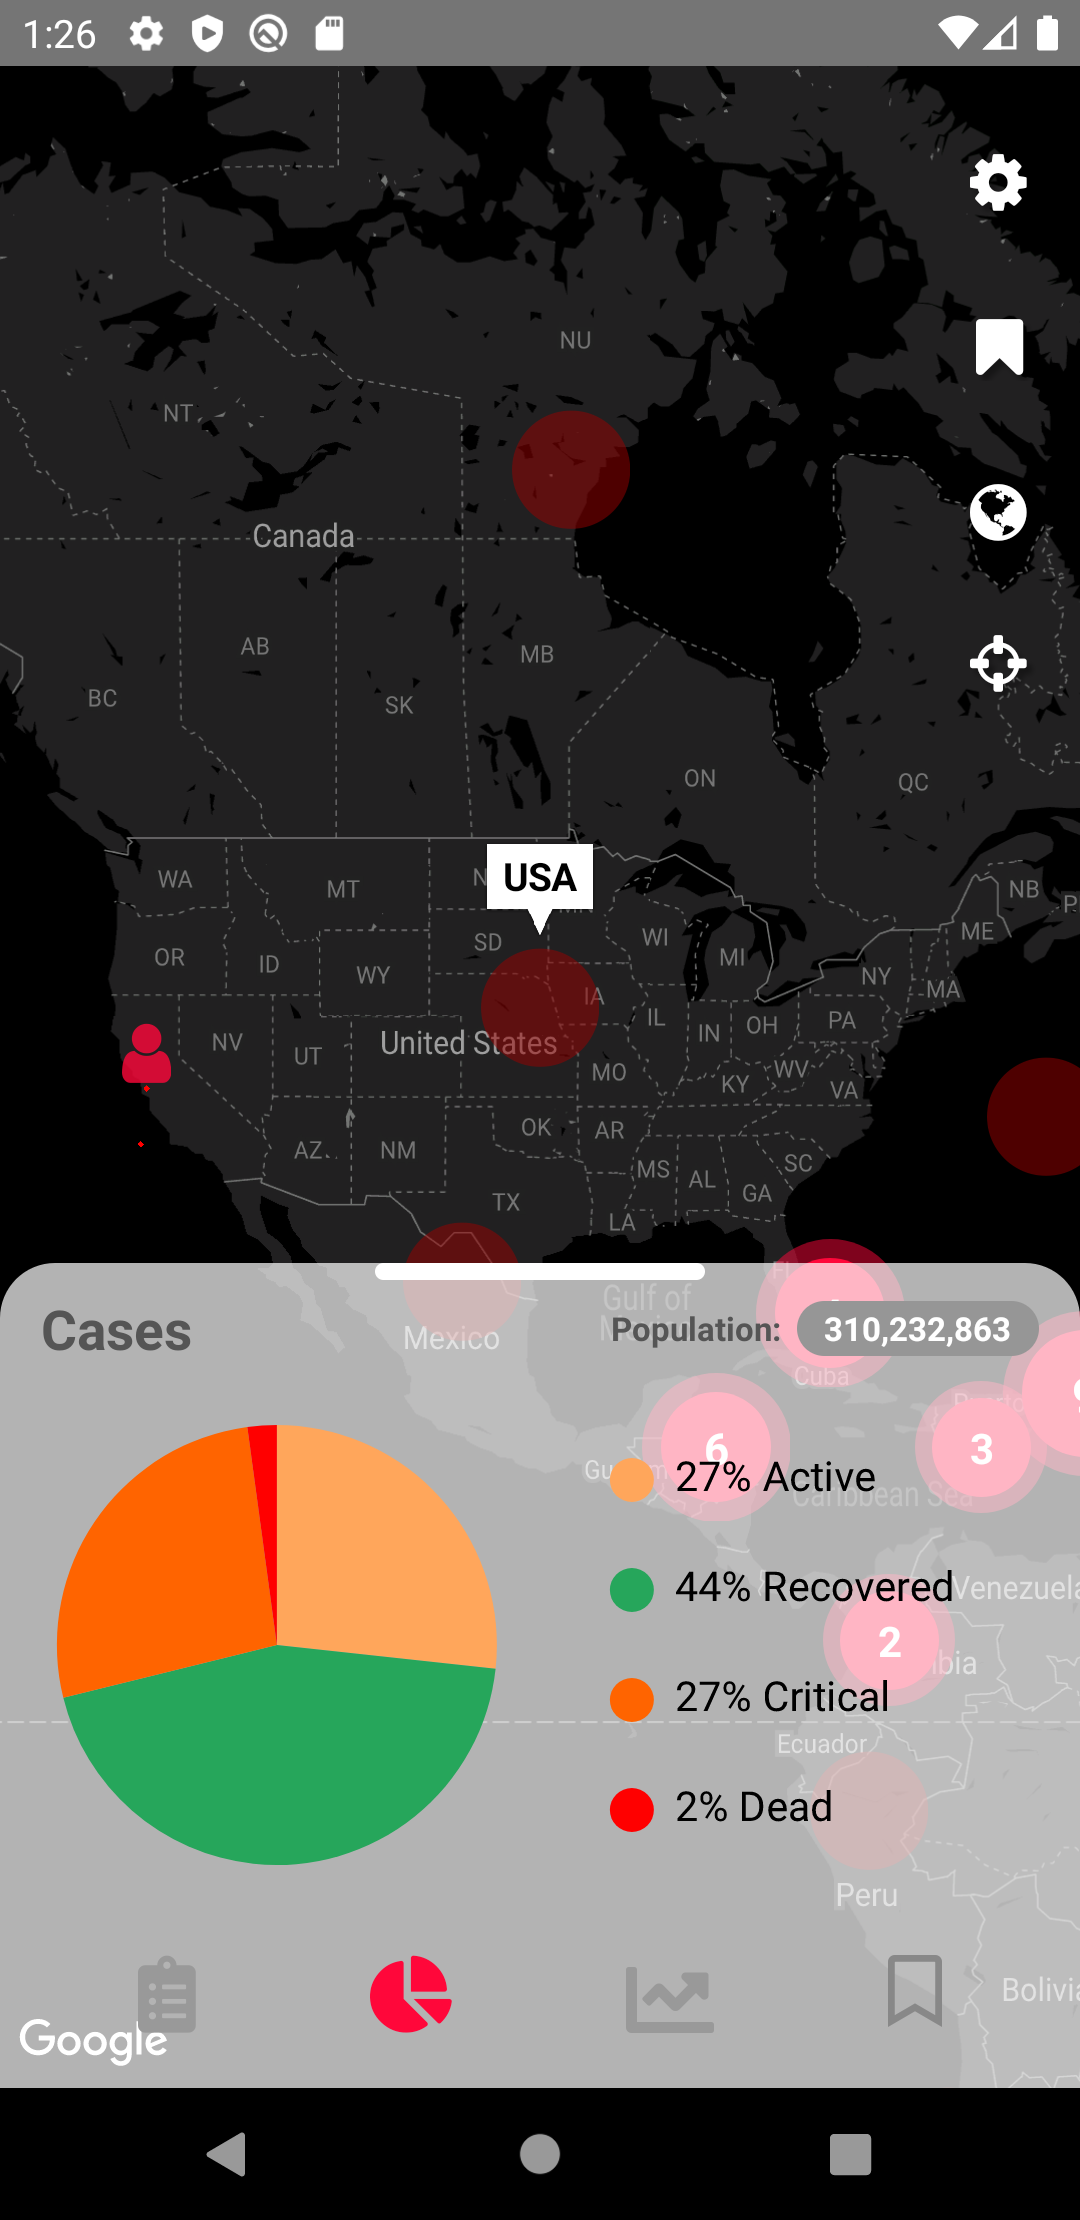 1:26
NU
NT
Canada
AB
MB
BC
SK
ON
QC
USA
WA
MT
NB
OR
ID
SD
WY
WI
MI
ME
NY
MA
IA
NV
UT
United States
IL
IN
OH
PA
MO
KY
WV
VA
AZ
NM
OK
AR
MS
AL
SC
GA
TX
LA
Gulf of
Cases
Population: 310,232,863
Mexico
Cuba
6
3
27% Active
Caribbean Sea
44% Recovered
Venezuela
2
27% Critical
Ecuador
2% Dead
Peru
Bolivia
Google